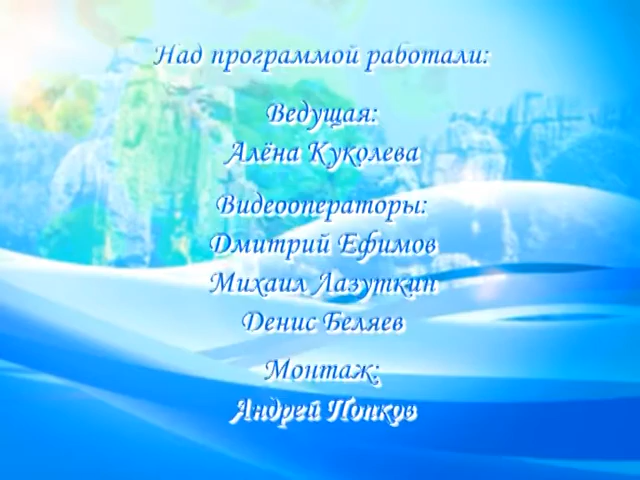 Над программой работали:
Ведущая:
Алёна Куколева
Видеооператоры:
Дмитрий Ефимов
Михаил Лазуткин
Денис Беляев
Монтаж:
Андрей Попков